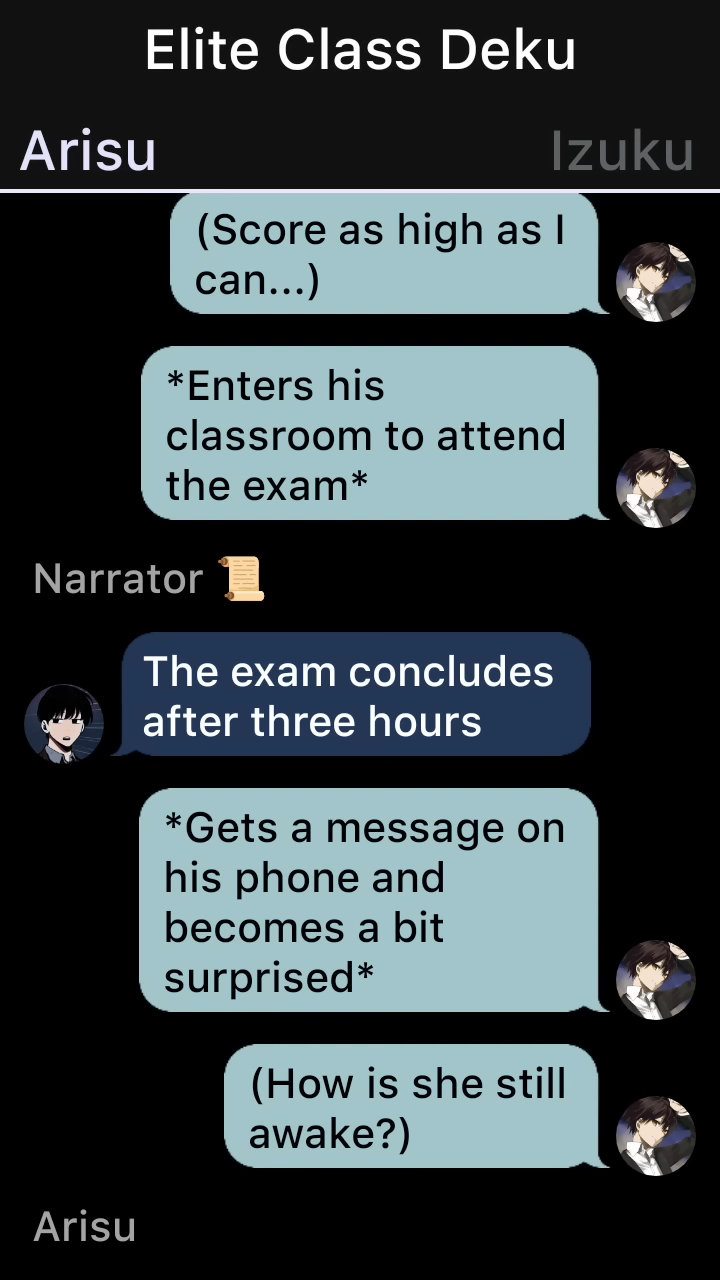 Elite Class Deku
Arisu
Izuku
(Score as high as I
can...)
*Enters his
classroom to attend
the exam*
Narrator 📜
The exam concludes
after three hours
*Gets a message on
his phone and
becomes a bit
surprised*
(How is she still
awake?)
Arisu